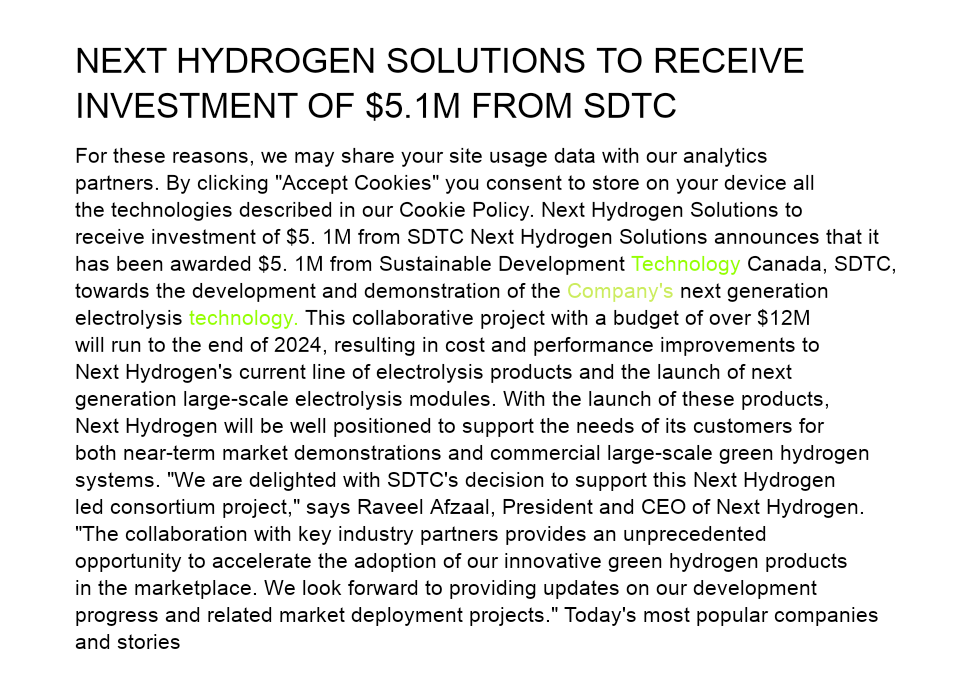 NEXT HYDROGEN SOLUTIONS TO RECEIVE
INVESTMENT OF $5.1M FROM SDTC
For these reasons, we may share your site usage data with our analytics
partners. By clicking "Accept Cookies" you consent to store on your device all
the technologies described in our Cookie Policy. Next Hydrogen Solutions to
receive investment of $5. 1M from SDTC Next Hydrogen Solutions announces that it
has been awarded $5. 1M from Sustainable Development Technology Canada, SDTC,
towards the development and demonstration of the Company's next generation
electrolysis technology. This collaborative project with a budget of over $12M
will run to the end of 2024, resulting in cost and performance improvements to
Next Hydrogen's current line of electrolysis products and the launch of next
generation large-scale electrolysis modules. With the launch of these products,
Next Hydrogen will be well positioned to support the needs of its customers for
both near-term market demonstrations and commercial large-scale green hydrogen
systems. "We are delighted with SDTC's decision to support this Next Hydrogen
led consortium project," says Raveel Afzaal, President and CEO of Next Hydrogen.
"The collaboration with key industry partners provides an unprecedented
opportunity to accelerate the adoption of our innovative green hydrogen products
in the marketplace. We look forward to providing updates on our development
progress and related market deployment projects." Today's most popular companies
and stories